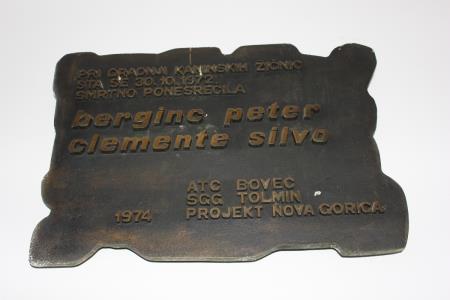 PRI GRADNJI KANINSKIH ŽIČNIC
STA SE 30.10.1972
SMRTNO PONESREČILA
berginc peter
clemente silvo
ATC BOVEC
SGG TOLMIN
1974 PROJEKT NOVA GORICA